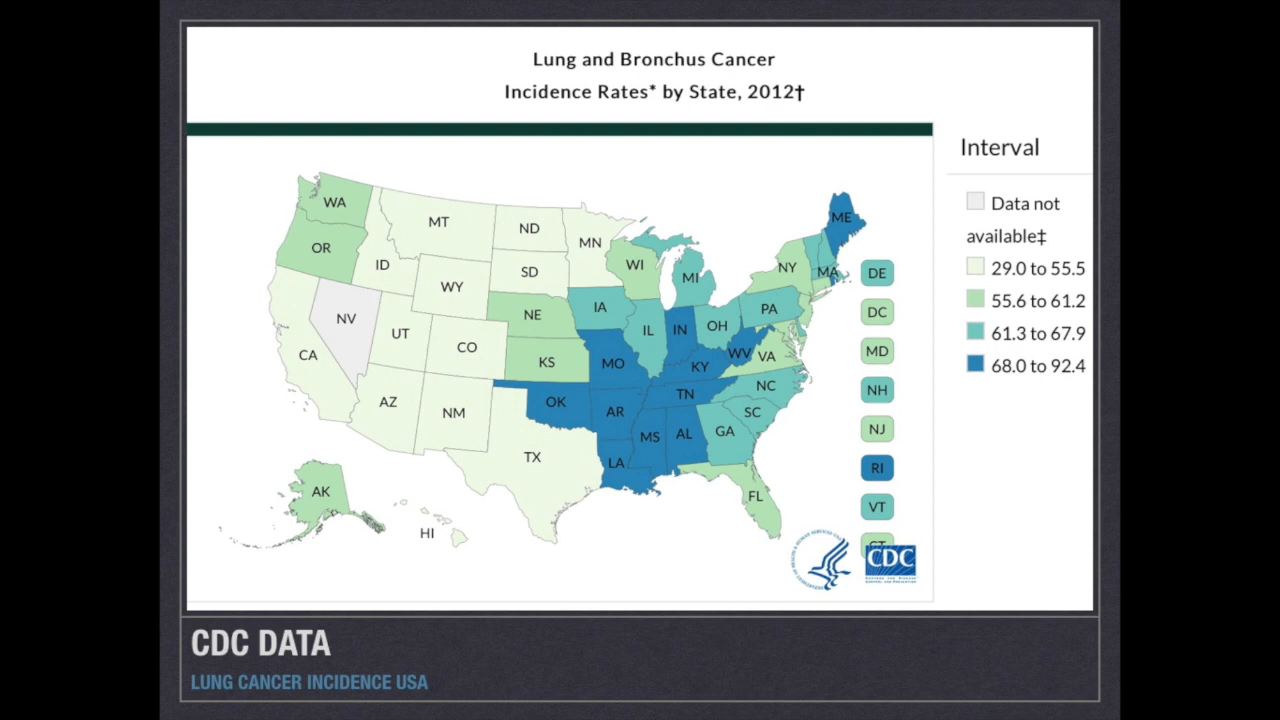 Lung and Bronchus Cancer
Incidence Rates* by State, 2012†
Interval
Data not
available‡
29.0 to 55.5
55.6 to 61.2
61.3 to 67.9
68.0 to 92.4
WA
OR
CA
NV
ID
MT
WY
UT
CO
AZ
NM
ND
SD
NE
KS
OK
TX
MN
IA
MO
AR
LA
WI
IL
MI
IN
OH
KY
TN
MS
AL
GA
FL
SC
NC
VA
WV
PA
NY
MA
ME
AK
HI
DE
DC
MD
NH
NJ
RI
VT
CT
CDC
CDC DATA
LUNG CANCER INCIDENCE USA